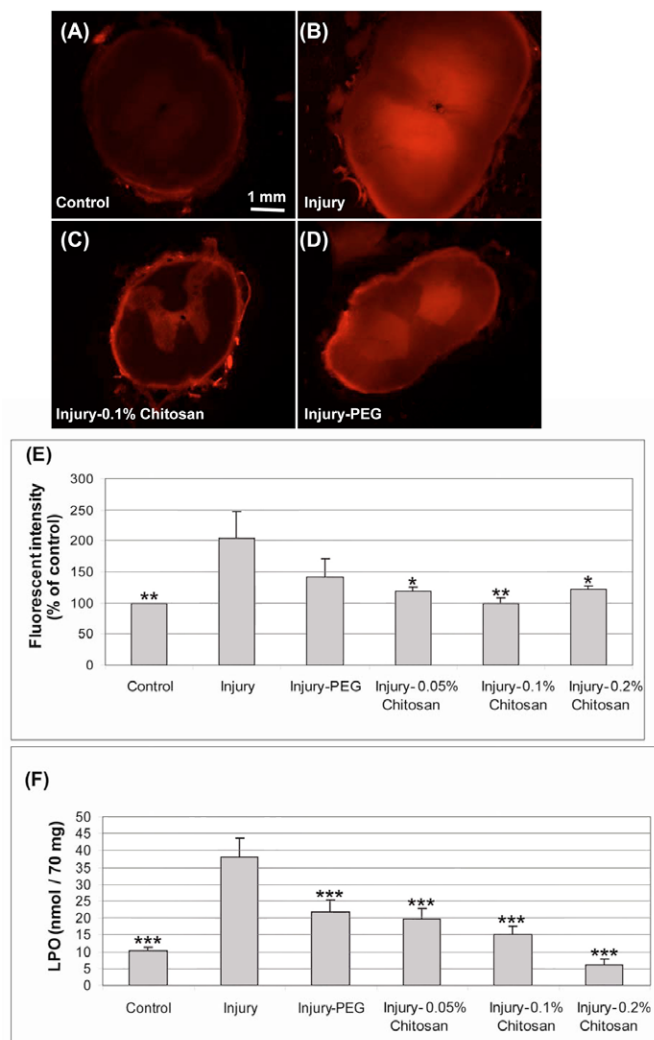 (A)
(B)
Control
1 mm
Injury
(C)
(D)
Injury-0.1% Chitosan
Injury-PEG
(E)
Fluorescent intensity
(% of control)
300
250
200
150
100
50
0
**
*
**
*
Control
Injury
Injury-PEG
Injury- 0.05%
Chitosan
Injury-0.1%
Chitosan
Injury- 0.2%
Chitosan
(F)
LPO (nmol / 70 mg)
50
45
40
35
30
25
20
15
10
5
0
***
***
***
***
***
Control
Injury
Injury-PEG
Injury- 0.05%
Chitosan
Injury-0.1%
Chitosan
Injury-0.2%
Chitosan